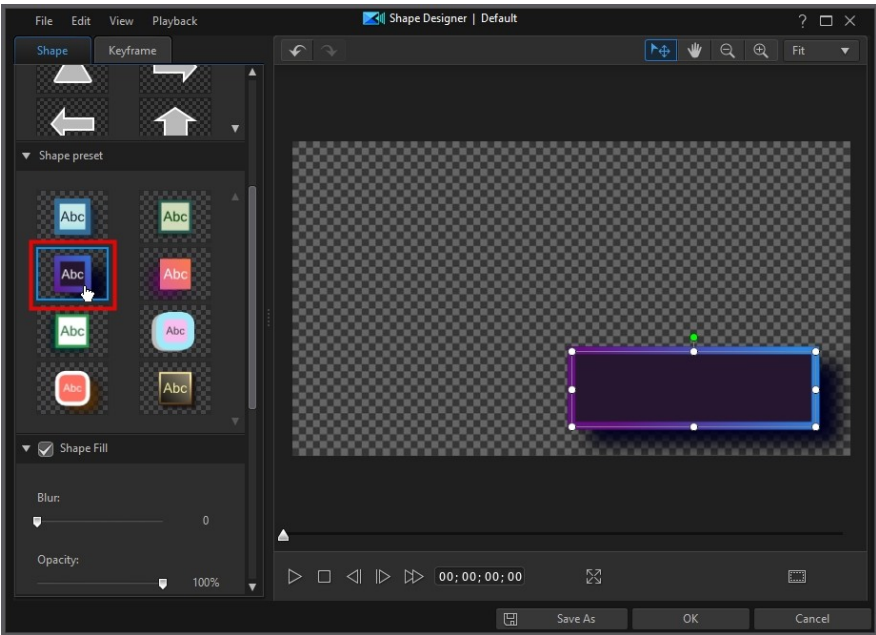 File Edit View Playback Shape Designer | Default ?
Shape Keyframe Fit
Shape preset
Abc Abc
Abc Abc
Abc Abc
Abc Abc
Shape Fill
Blur:
0
Opacity:
100% 00;00;00;00
Save As OK Cancel